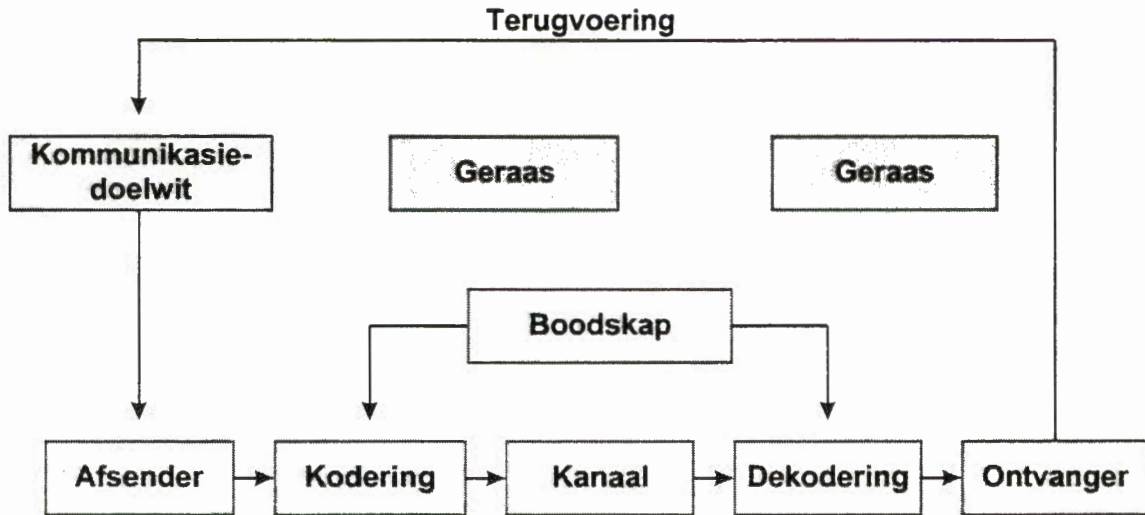 Terugvoering
Kommunikasie-
doelwit
Geraas
Geraas
Boodskap
Afsender
Kodering
Kanaal
Dekodering
Ontvanger